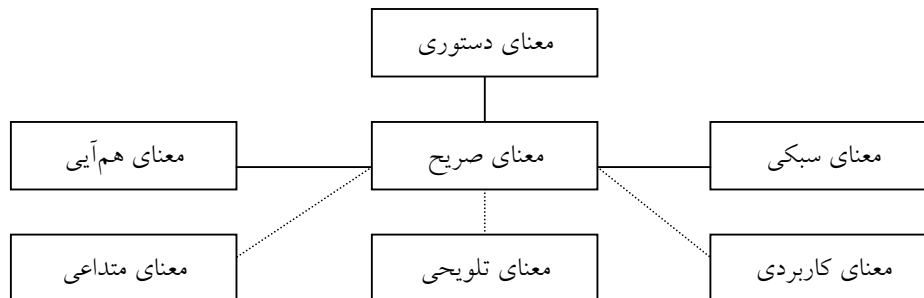 معنای دستوری
معنای سبکی
معنای صریح
معنای هم‌آیی
معنای کاربردی
معنای تلویحی
معنای متداعی